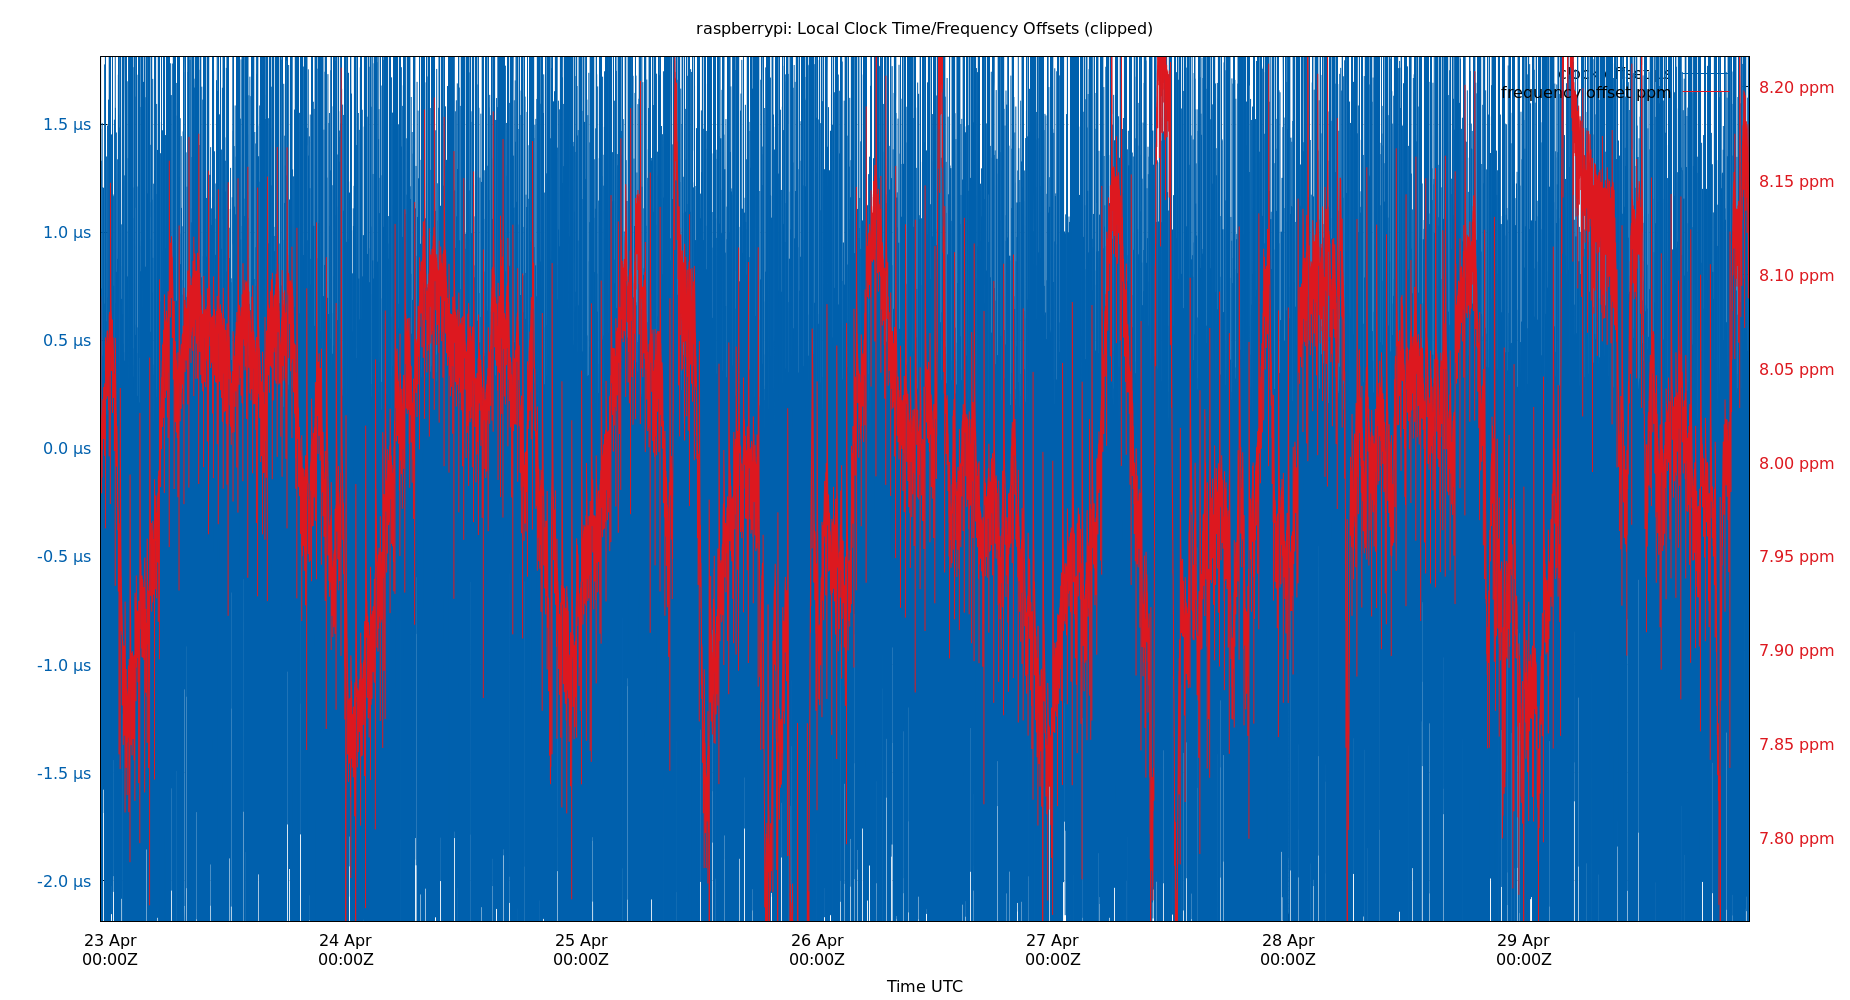 raspberrypi: Local Clock Time/Frequency Offsets (clipped)
clock offset µs
frequency offset ppm
1.5 µs
1.0 µs
0.5 µs
0.0 µs
-0.5 µs
-1.0 µs
-1.5 µs
-2.0 µs
8.20 ppm
8.15 ppm
8.10 ppm
8.05 ppm
8.00 ppm
7.95 ppm
7.90 ppm
7.85 ppm
7.80 ppm
23 Apr
00:00Z
24 Apr
00:00Z
25 Apr
00:00Z
26 Apr
00:00Z
27 Apr
00:00Z
28 Apr
00:00Z
29 Apr
00:00Z
Time UTC